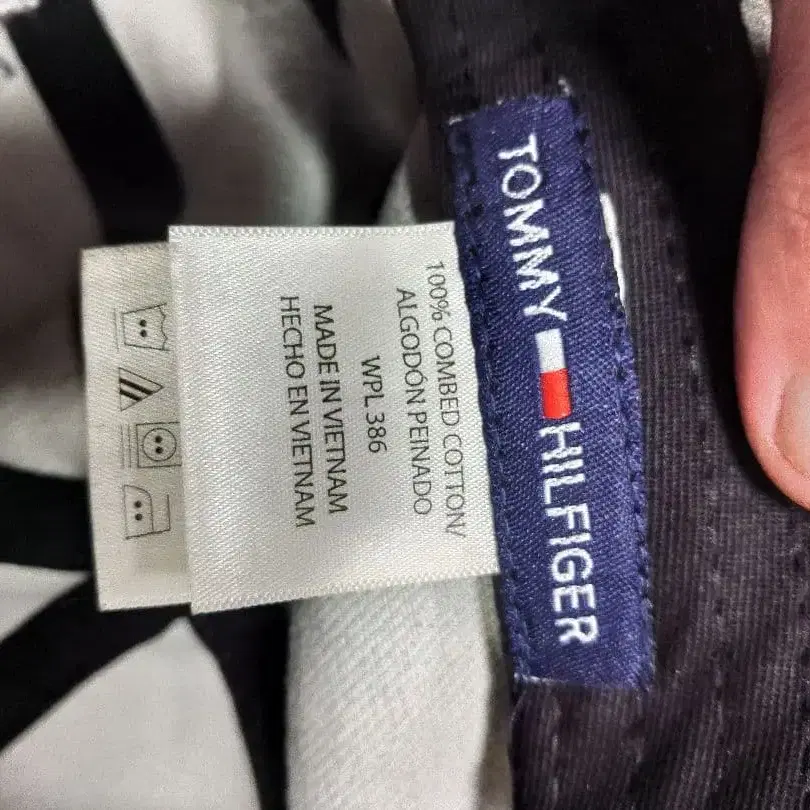 TOMMY HILFIGER
100% COMBED COTTON/
ALGODÓN PEINADO
WPL 386
MADE IN VIETNAM
HECHO EN VIETNAM